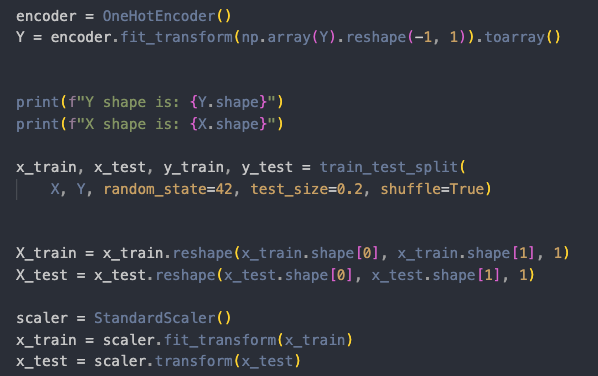 encoder = OneHotEncoder()
Y = encoder.fit_transform(np.array(Y).reshape(-1, 1)).toarray()
print(f"Y shape is: {Y.shape}")
print(f"X shape is: {X.shape}")
x_train, x_test, y_train, y_test = train_test_split(
    X, Y, random_state=42, test_size=0.2, shuffle=True)
X_train = x_train.reshape(x_train.shape[0], x_train.shape[1], 1)
X_test = x_test.reshape(x_test.shape[0], x_test.shape[1], 1)
scaler = StandardScaler()
x_train = scaler.fit_transform(x_train)
x_test = scaler.transform(x_test)